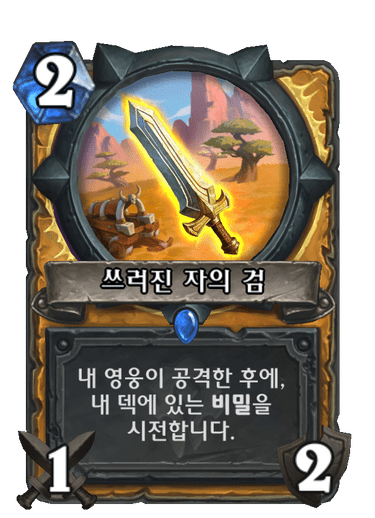 2
쓰러진 자의 검
내 영웅이 공격한 후에,
내 덱에 있는 비밀을
시전합니다.
1
2